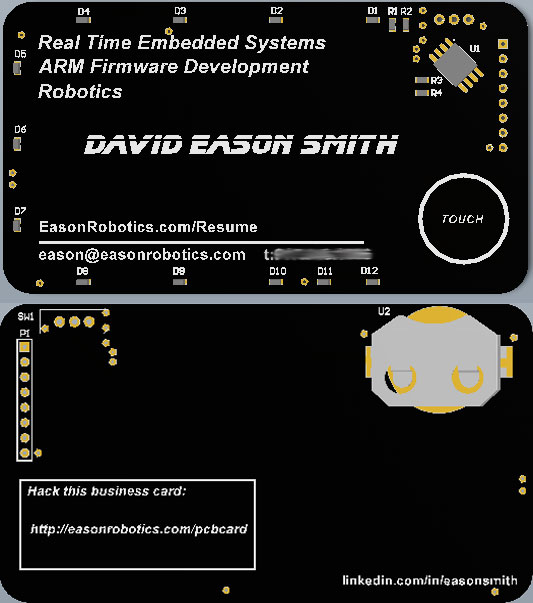 D4 D3 D2 D1 R1 R2
Real Time Embedded Systems
U1
D5
ARM Firmware Development
R3
Robotics
R4
D6
DAVID EASON SMITH
D7
TOUCH
EasonRobotics.com/Resume
eason@easonrobotics.com t:
D8 D9 D10 D11 D12
SW1
U2
P1
Hack this business card:
http://easonrobotics.com/pcbcard
linkedin.com/in/easonsmith